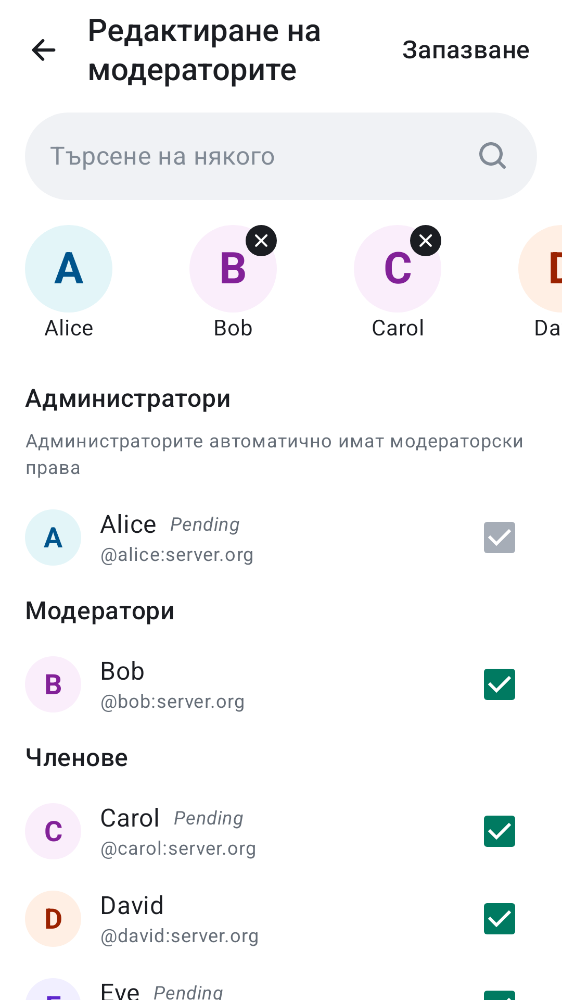 Редактиране на
модераторите
Запазване
Търсене на някого
A
B
C
Alice
Bob
Carol
Da
Администратори
Администраторите автоматично имат модераторски
права
A
Alice Pending
@alice:server.org
Модератори
B
Bob
@bob:server.org
Членове
C
Carol Pending
@carol:server.org
D
David
@david:server.org
Eve Pending